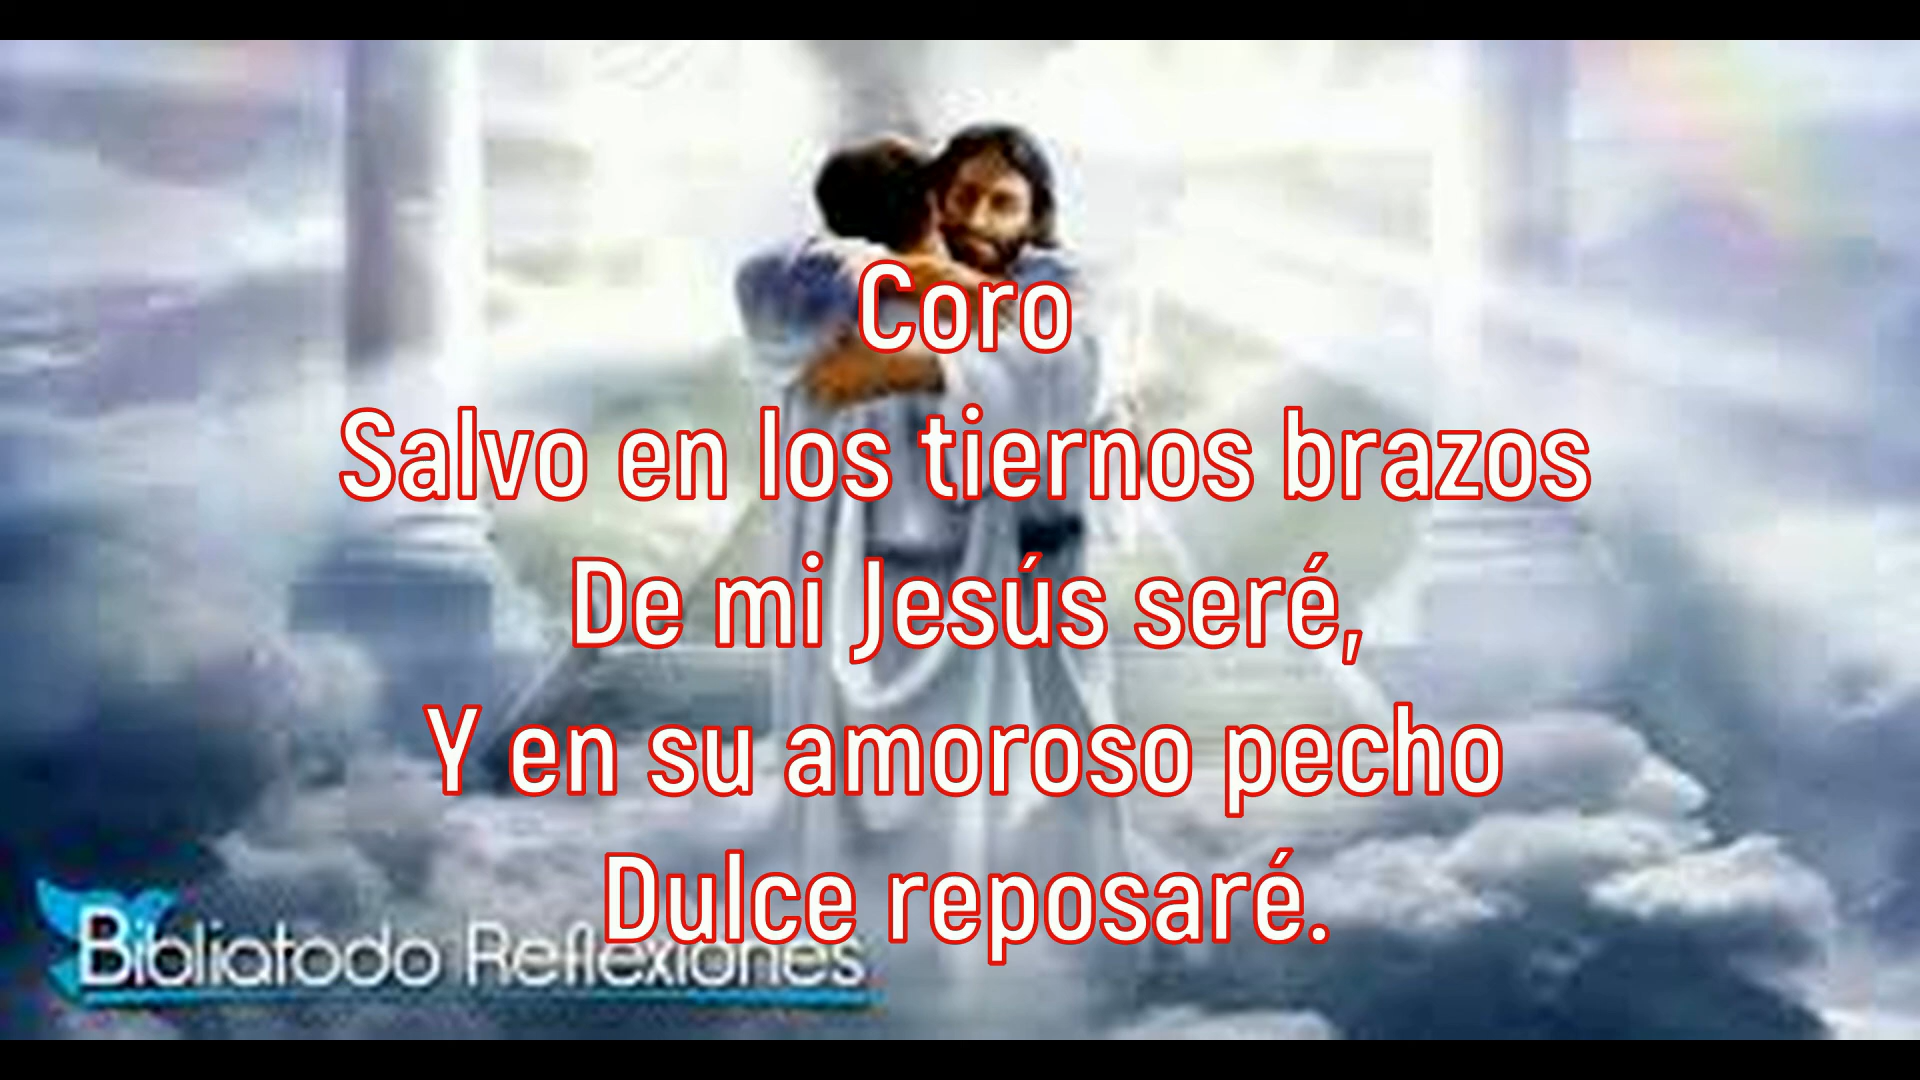 Coro
Salvo en los tiernos brazos
De mi Jesús seré,
Y en su amoroso pecho
Dulce reposaré.
Bibliatodo Reflexiones